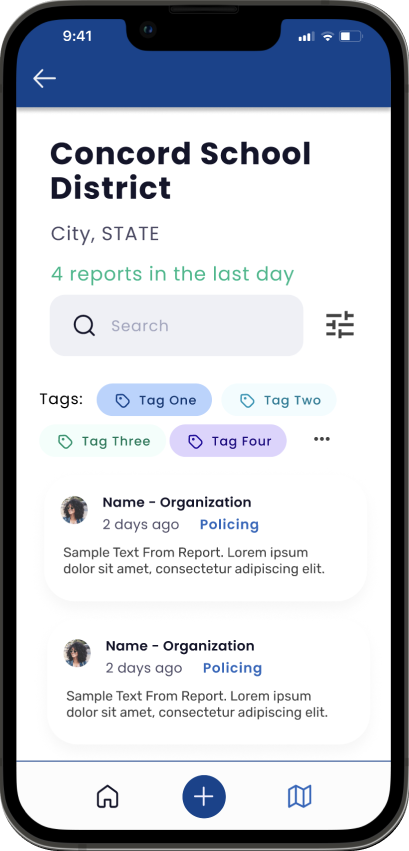 9:41
Concord School
District
City, STATE
4 reports in the last day
Search
Tags: Tag One Tag Two
Tag Three Tag Four
Name - Organization
2 days ago Policing
Sample Text From Report. Lorem ipsum
dolor sit amet, consectetur adipiscing elit.
Name - Organization
2 days ago Policing
Sample Text From Report. Lorem ipsum
dolor sit amet, consectetur adipiscing elit.